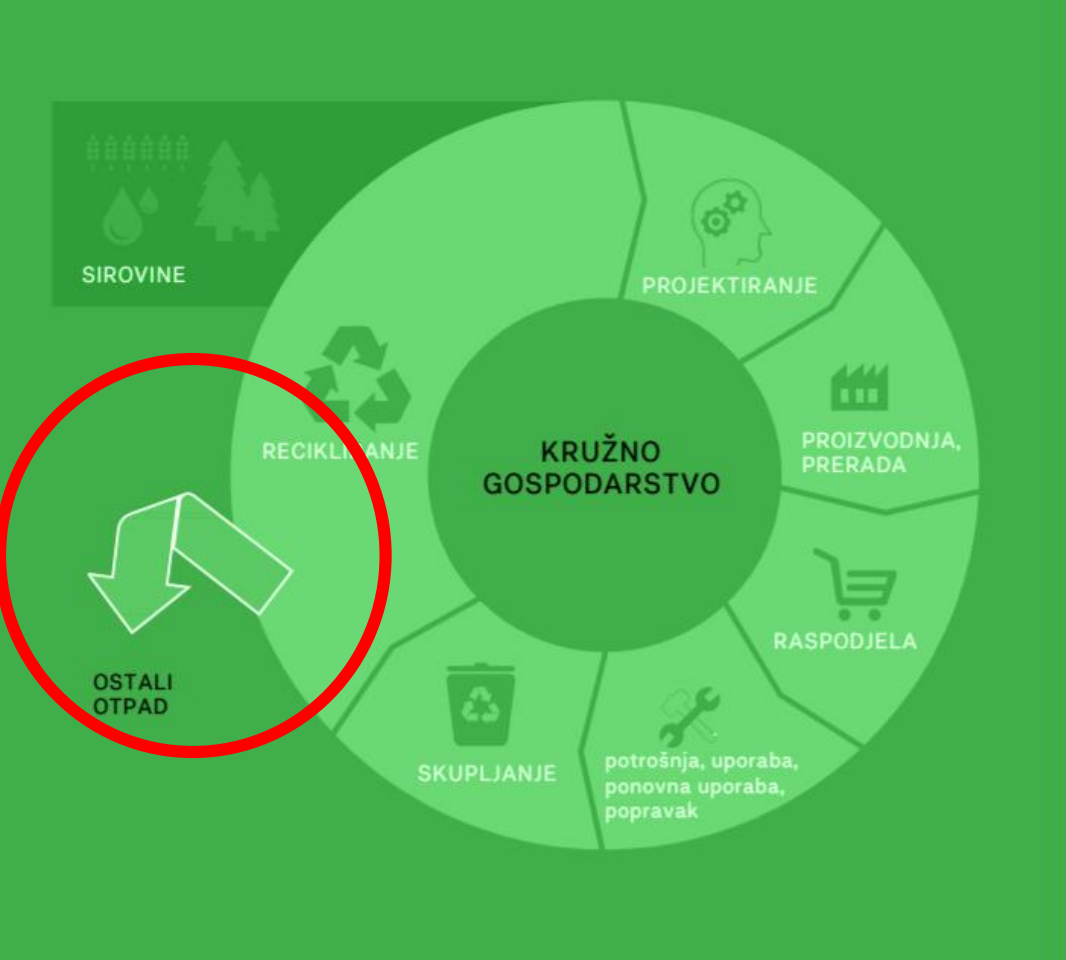 SIROVINE
PROJEKTIRANJE
RECIKLIRANJE
KRUŽNO
GOSPODARSTVO
PROIZVODNJA,
PRERADA
RASPODJELA
potrošnja, uporaba,
ponovna uporaba,
popravak
SKUPLJANJE
OSTALI
OTPAD